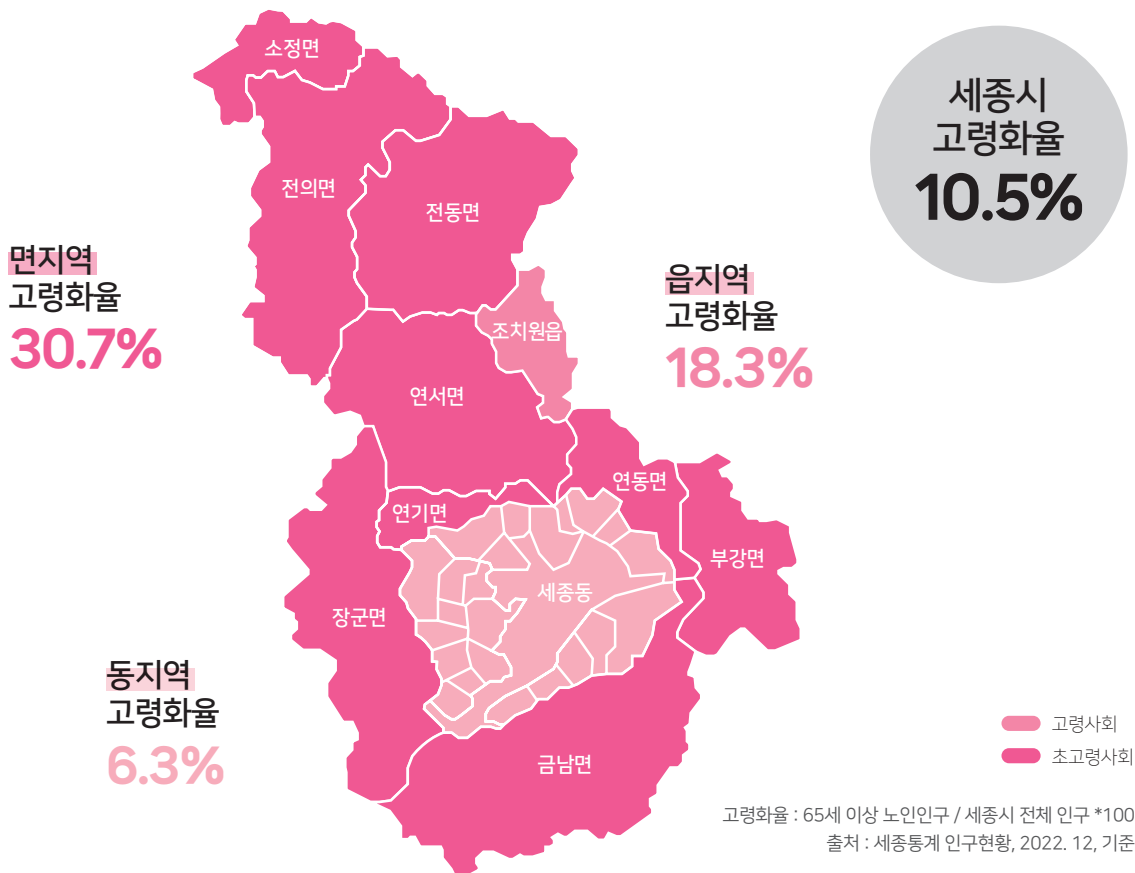 소정면
세종시
고령화율
10.5%
전의면
전동면
면지역
고령화율
30.7%
읍지역
고령화율
18.3%
조치원읍
연서면
연동면
연기면
부강면
세종동
장군면
동지역
고령화율
6.3%
금남면
고령사회
초고령사회
고령화율 : 65세 이상 노인인구 / 세종시 전체 인구 *100
출처 : 세종통계 인구현황, 2022. 12, 기준